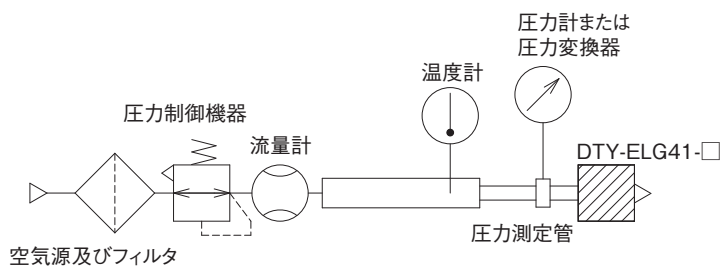 圧力計または
圧力変換器
温度計
圧力制御機器
流量計
DTY-ELG41-□
圧力測定管
空気源及びフィルタ